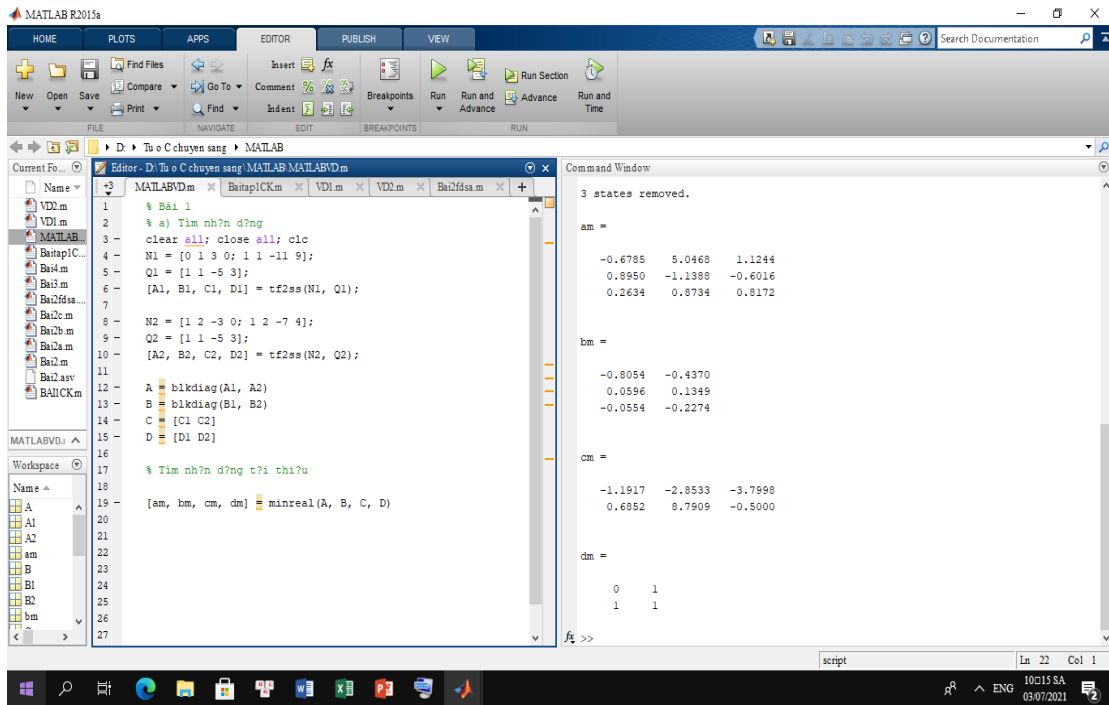 MATLAB R2015a
HOME PLOTS APPS EDITOR PUBLISH VIEW
Search Documentation
Find Files
Insert fx
Compare Go To Comment
Run Section
New Open Save
Breakpoints Run Run and Advance Advance Run and Time
Print Find Indent
FILE NAVIGATE EDIT BREAKPOINTS RUN
D: Tu o C chuyen sang MATLAB
Current Fo...
Name
VD2.m
VD1.m
MATLAB...
Baitap1C...
Bai4.m
Bai3.m
Bai2fdsa....
Bai2c.m
Bai2b.m
Bai2a.m
Bai2.m
Bai2.asv
BAI1CK.m
MATLABVD.
Workspace
Name
A
A1
A2
am
B
B1
B2
bm
Editor - D:\Tu o C chuyen sang\MATLAB\MATLABVD.m
+3 MATLABVD.m Baitap1CK.m VD1.m VD2.m Bai2fdsa.m +
1 % Bài 1
2 % a) Tìm nh?n d?ng
3 - clear all; close all; clc
4 - N1 = [0 1 3 0; 1 1 -11 9];
5 - Q1 = [1 1 -5 3];
6 - [A1, B1, C1, D1] = tf2ss(N1, Q1);
7
8 - N2 = [1 2 -3 0; 1 2 -7 4];
9 - Q2 = [1 1 -5 3];
10 - [A2, B2, C2, D2] = tf2ss(N2, Q2);
11
12 - A = blkdiag(A1, A2)
13 - B = blkdiag(B1, B2)
14 - C = [C1 C2]
15 - D = [D1 D2]
16
17 % Tìm nh?n d?ng t?i thi?u
18
19 - [am, bm, cm, dm] = minreal(A, B, C, D)
20
21
22
23
24
25
26
27
Command Window
3 states removed.
am =
-0.6785 5.0468 1.1244
0.8950 -1.1388 -0.6016
0.2634 0.8734 0.8172
bm =
-0.8054 -0.4370
0.0596 0.1349
-0.0554 -0.2274
cm =
-1.1917 -2.8533 -3.7998
0.6852 8.7909 -0.5000
dm =
0 1
1 1
fx >>
script Ln 22 Col 1
ENG 10□15 SA
03/07/2021
2